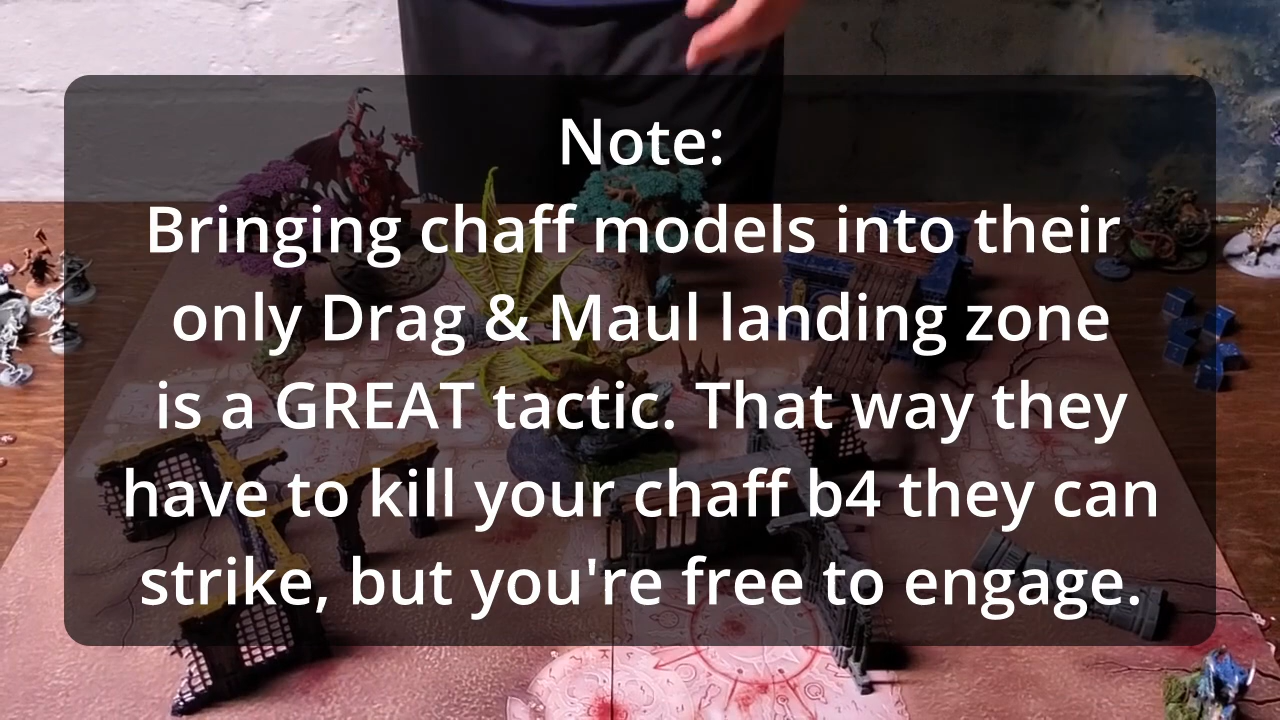 Note:
Bringing chaff models into their
only Drag & Maul landing zone
is a GREAT tactic. That way they
have to kill your chaff b4 they can
strike, but you're free to engage.